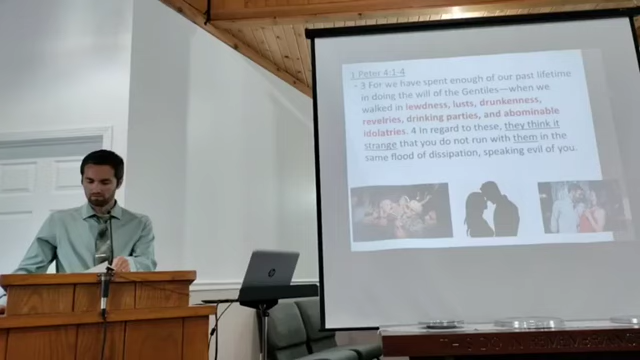 1 Peter 4:1-4
- 3 For we have spent enough of our past lifetime
in doing the will of the Gentiles—when we
walked in lewdness, lusts, drunkenness,
revelries, drinking parties, and abominable
idolatries. 4 In regard to these, they think it
strange that you do not run with them in the
same flood of dissipation, speaking evil of you.
hp